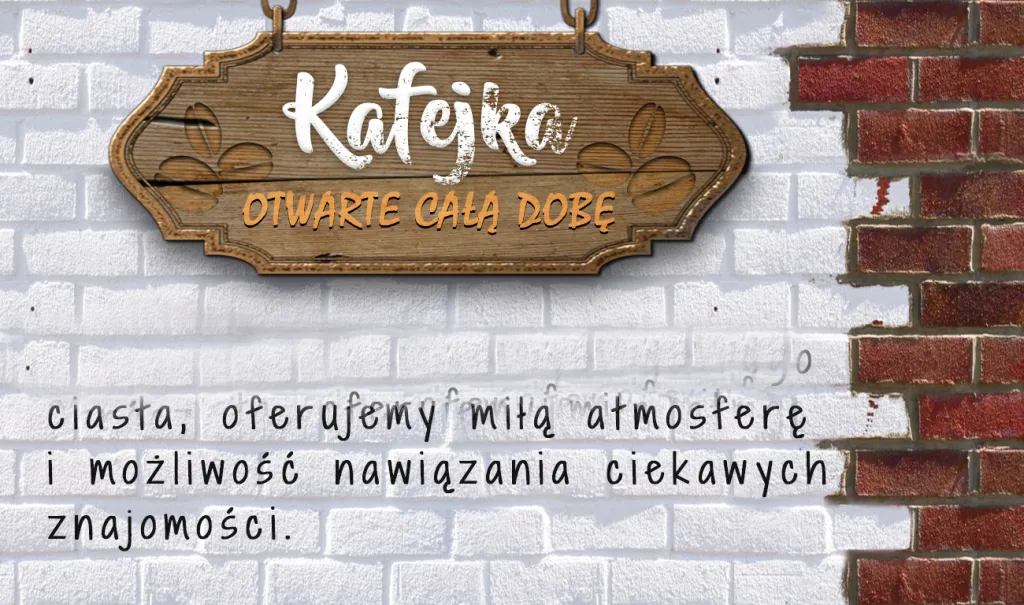 Kafejka
OTWARTE CAŁĄ DOBĘ
ciasta, oferujemy miłą atmosferę
i możliwość nawiązania ciekawych
znajomości.